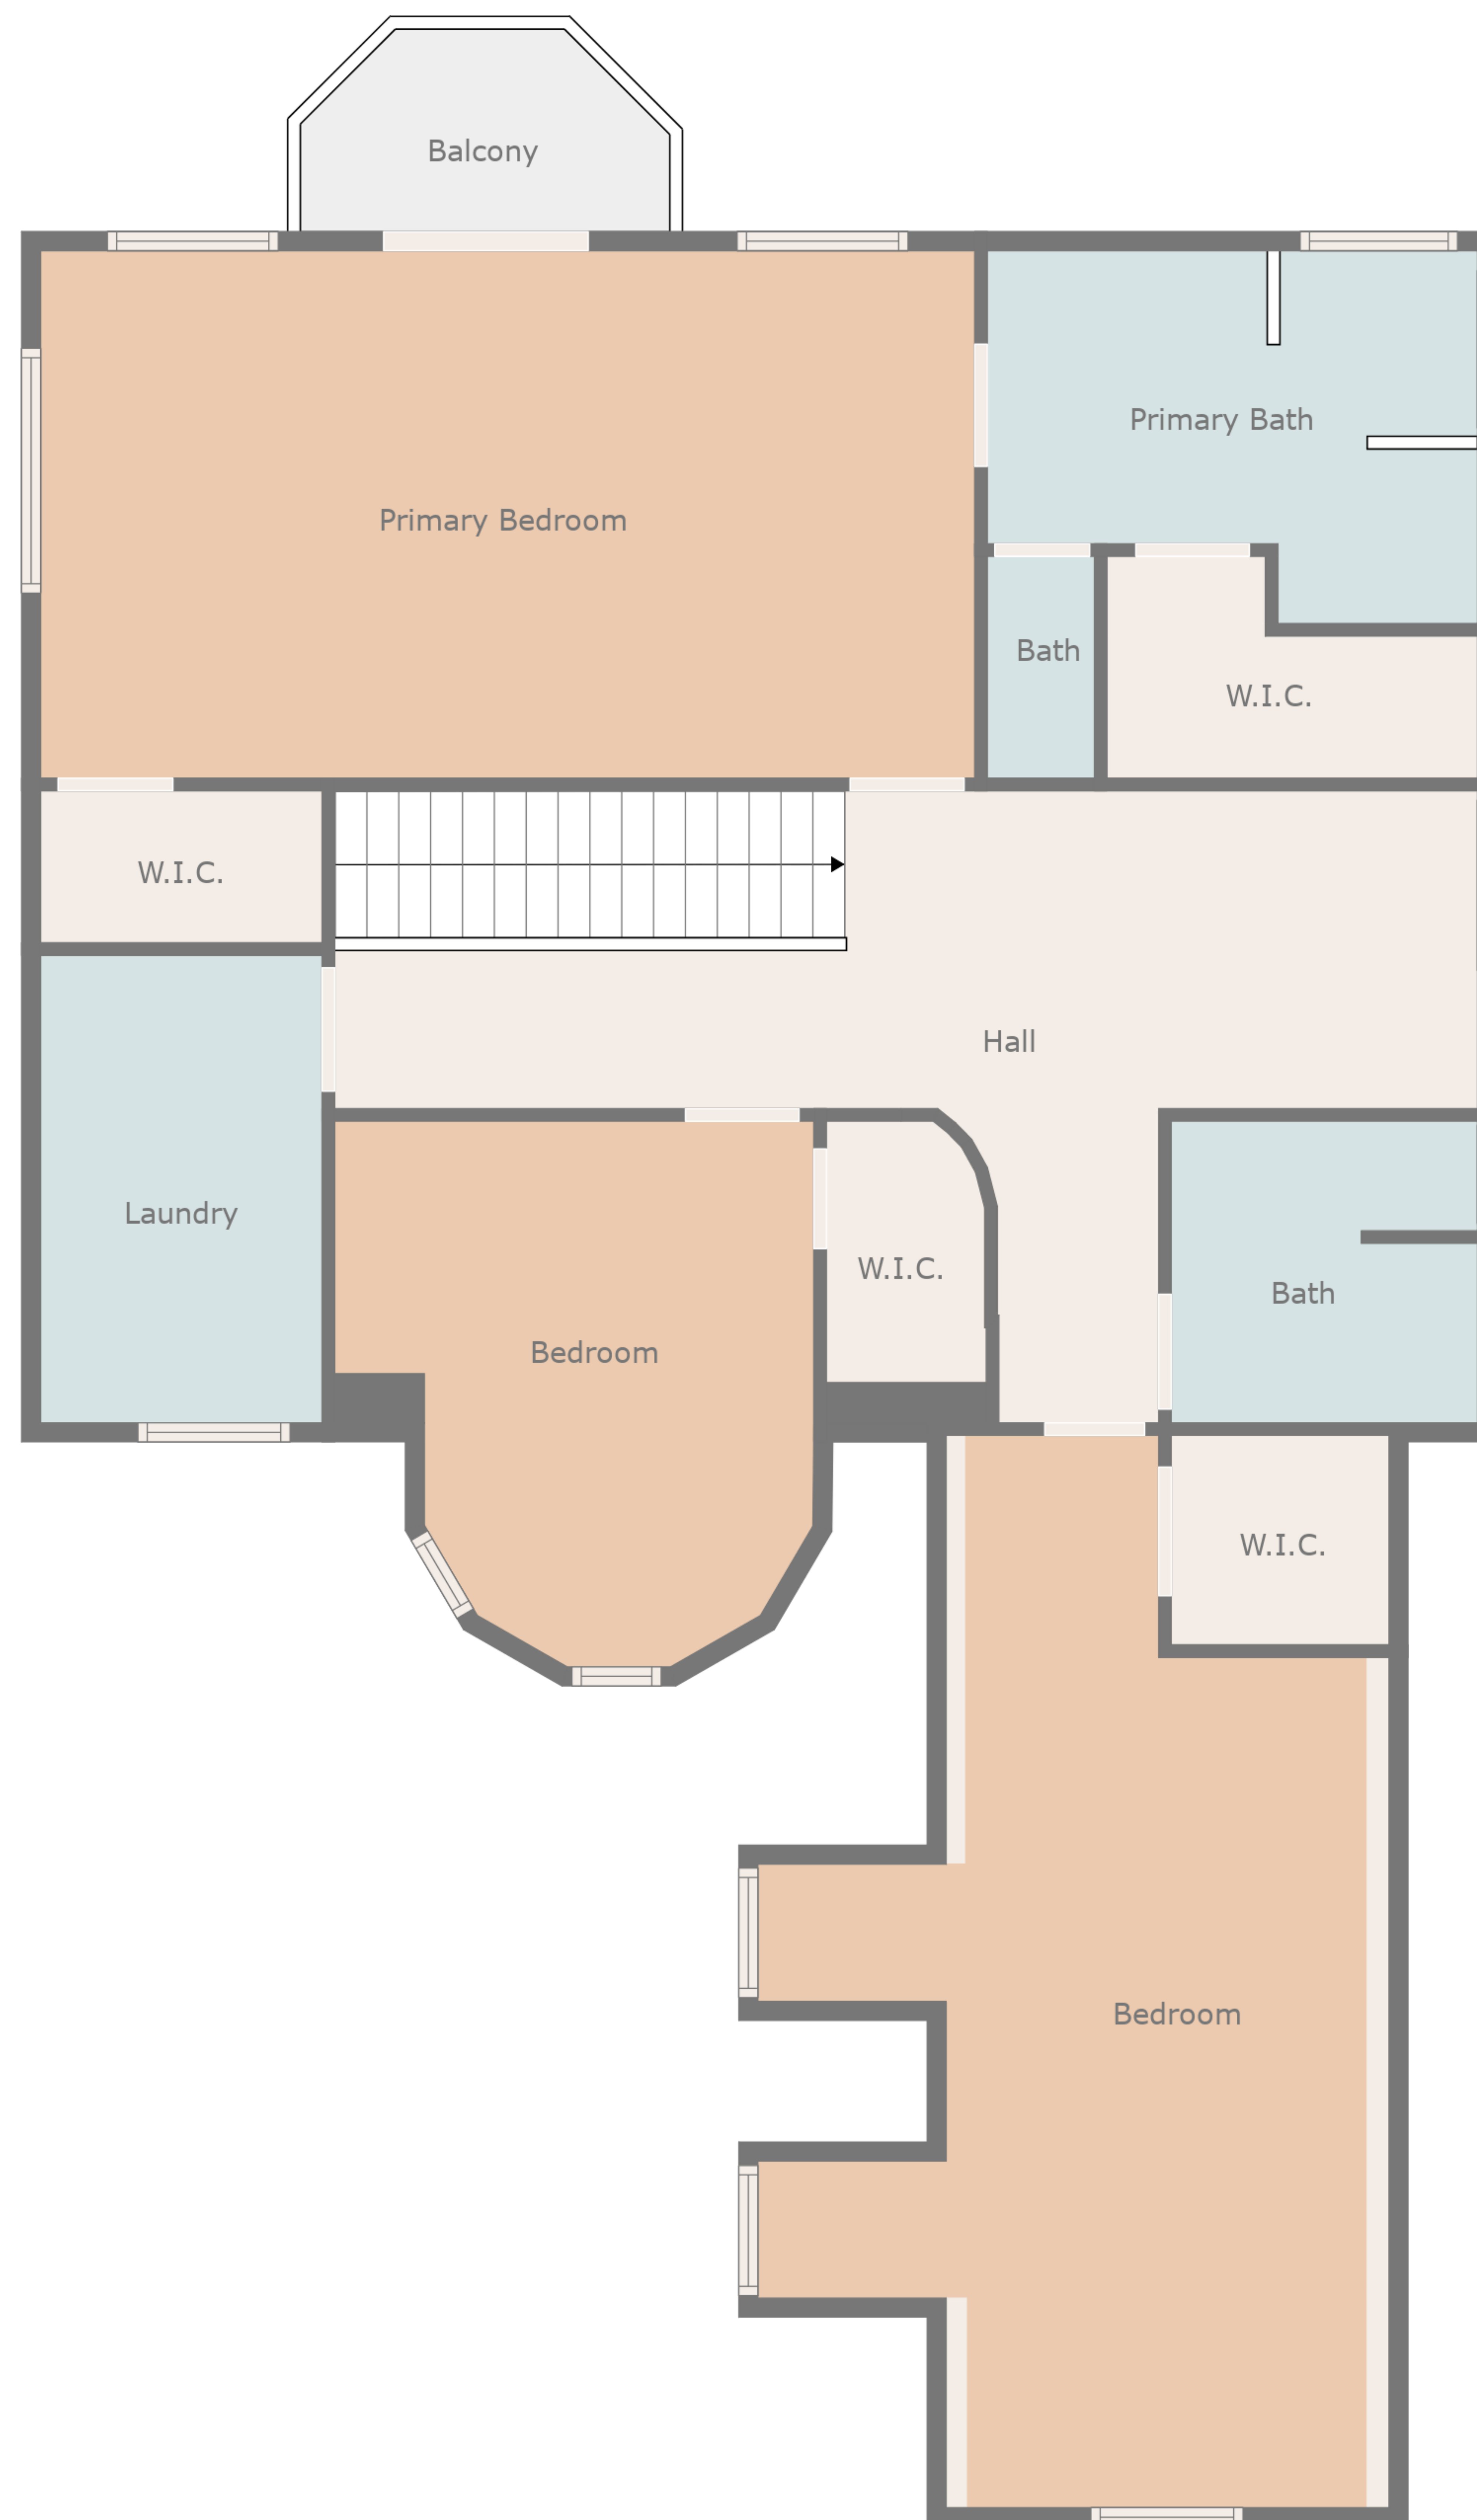 Balcony
Primary Bath
Primary Bedroom
Bath
W.I.C.
W.I.C.
Hall
Laundry
W.I.C.
Bath
Bedroom
W.I.C.
Bedroom